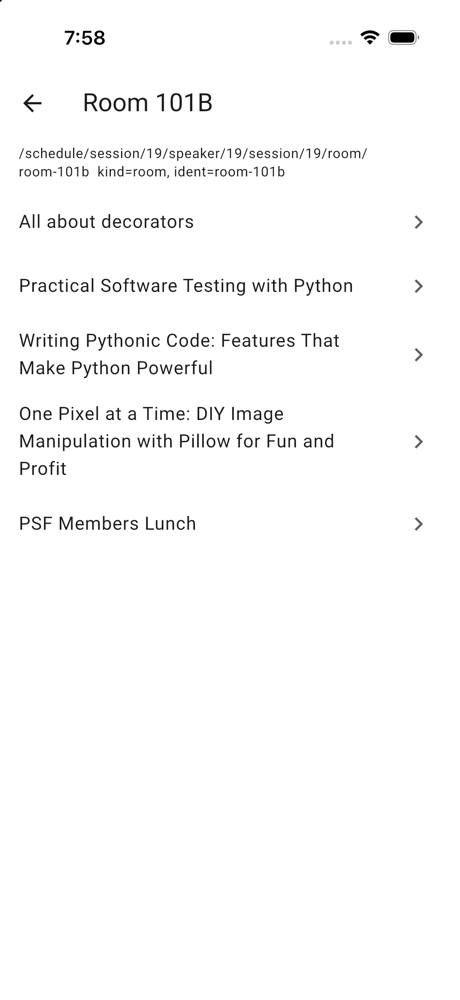 7:58
Room 101B
/schedule/session/19/speaker/19/session/19/room/
room-101b  kind=room, ident=room-101b
All about decorators
Practical Software Testing with Python
Writing Pythonic Code: Features That
Make Python Powerful
One Pixel at a Time: DIY Image
Manipulation with Pillow for Fun and
Profit
PSF Members Lunch